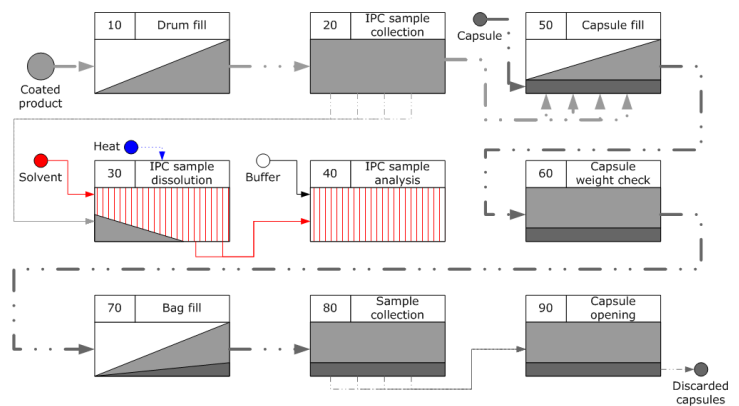 10 Drum fill
20 IPC sample
collection
Capsule
50 Capsule fill
Coated
product
Heat
Solvent
30 IPC sample
dissolution
Buffer
40 IPC sample
analysis
60 Capsule
weight check
70 Bag fill
80 Sample
collection
90 Capsule
opening
Discarded
capsules